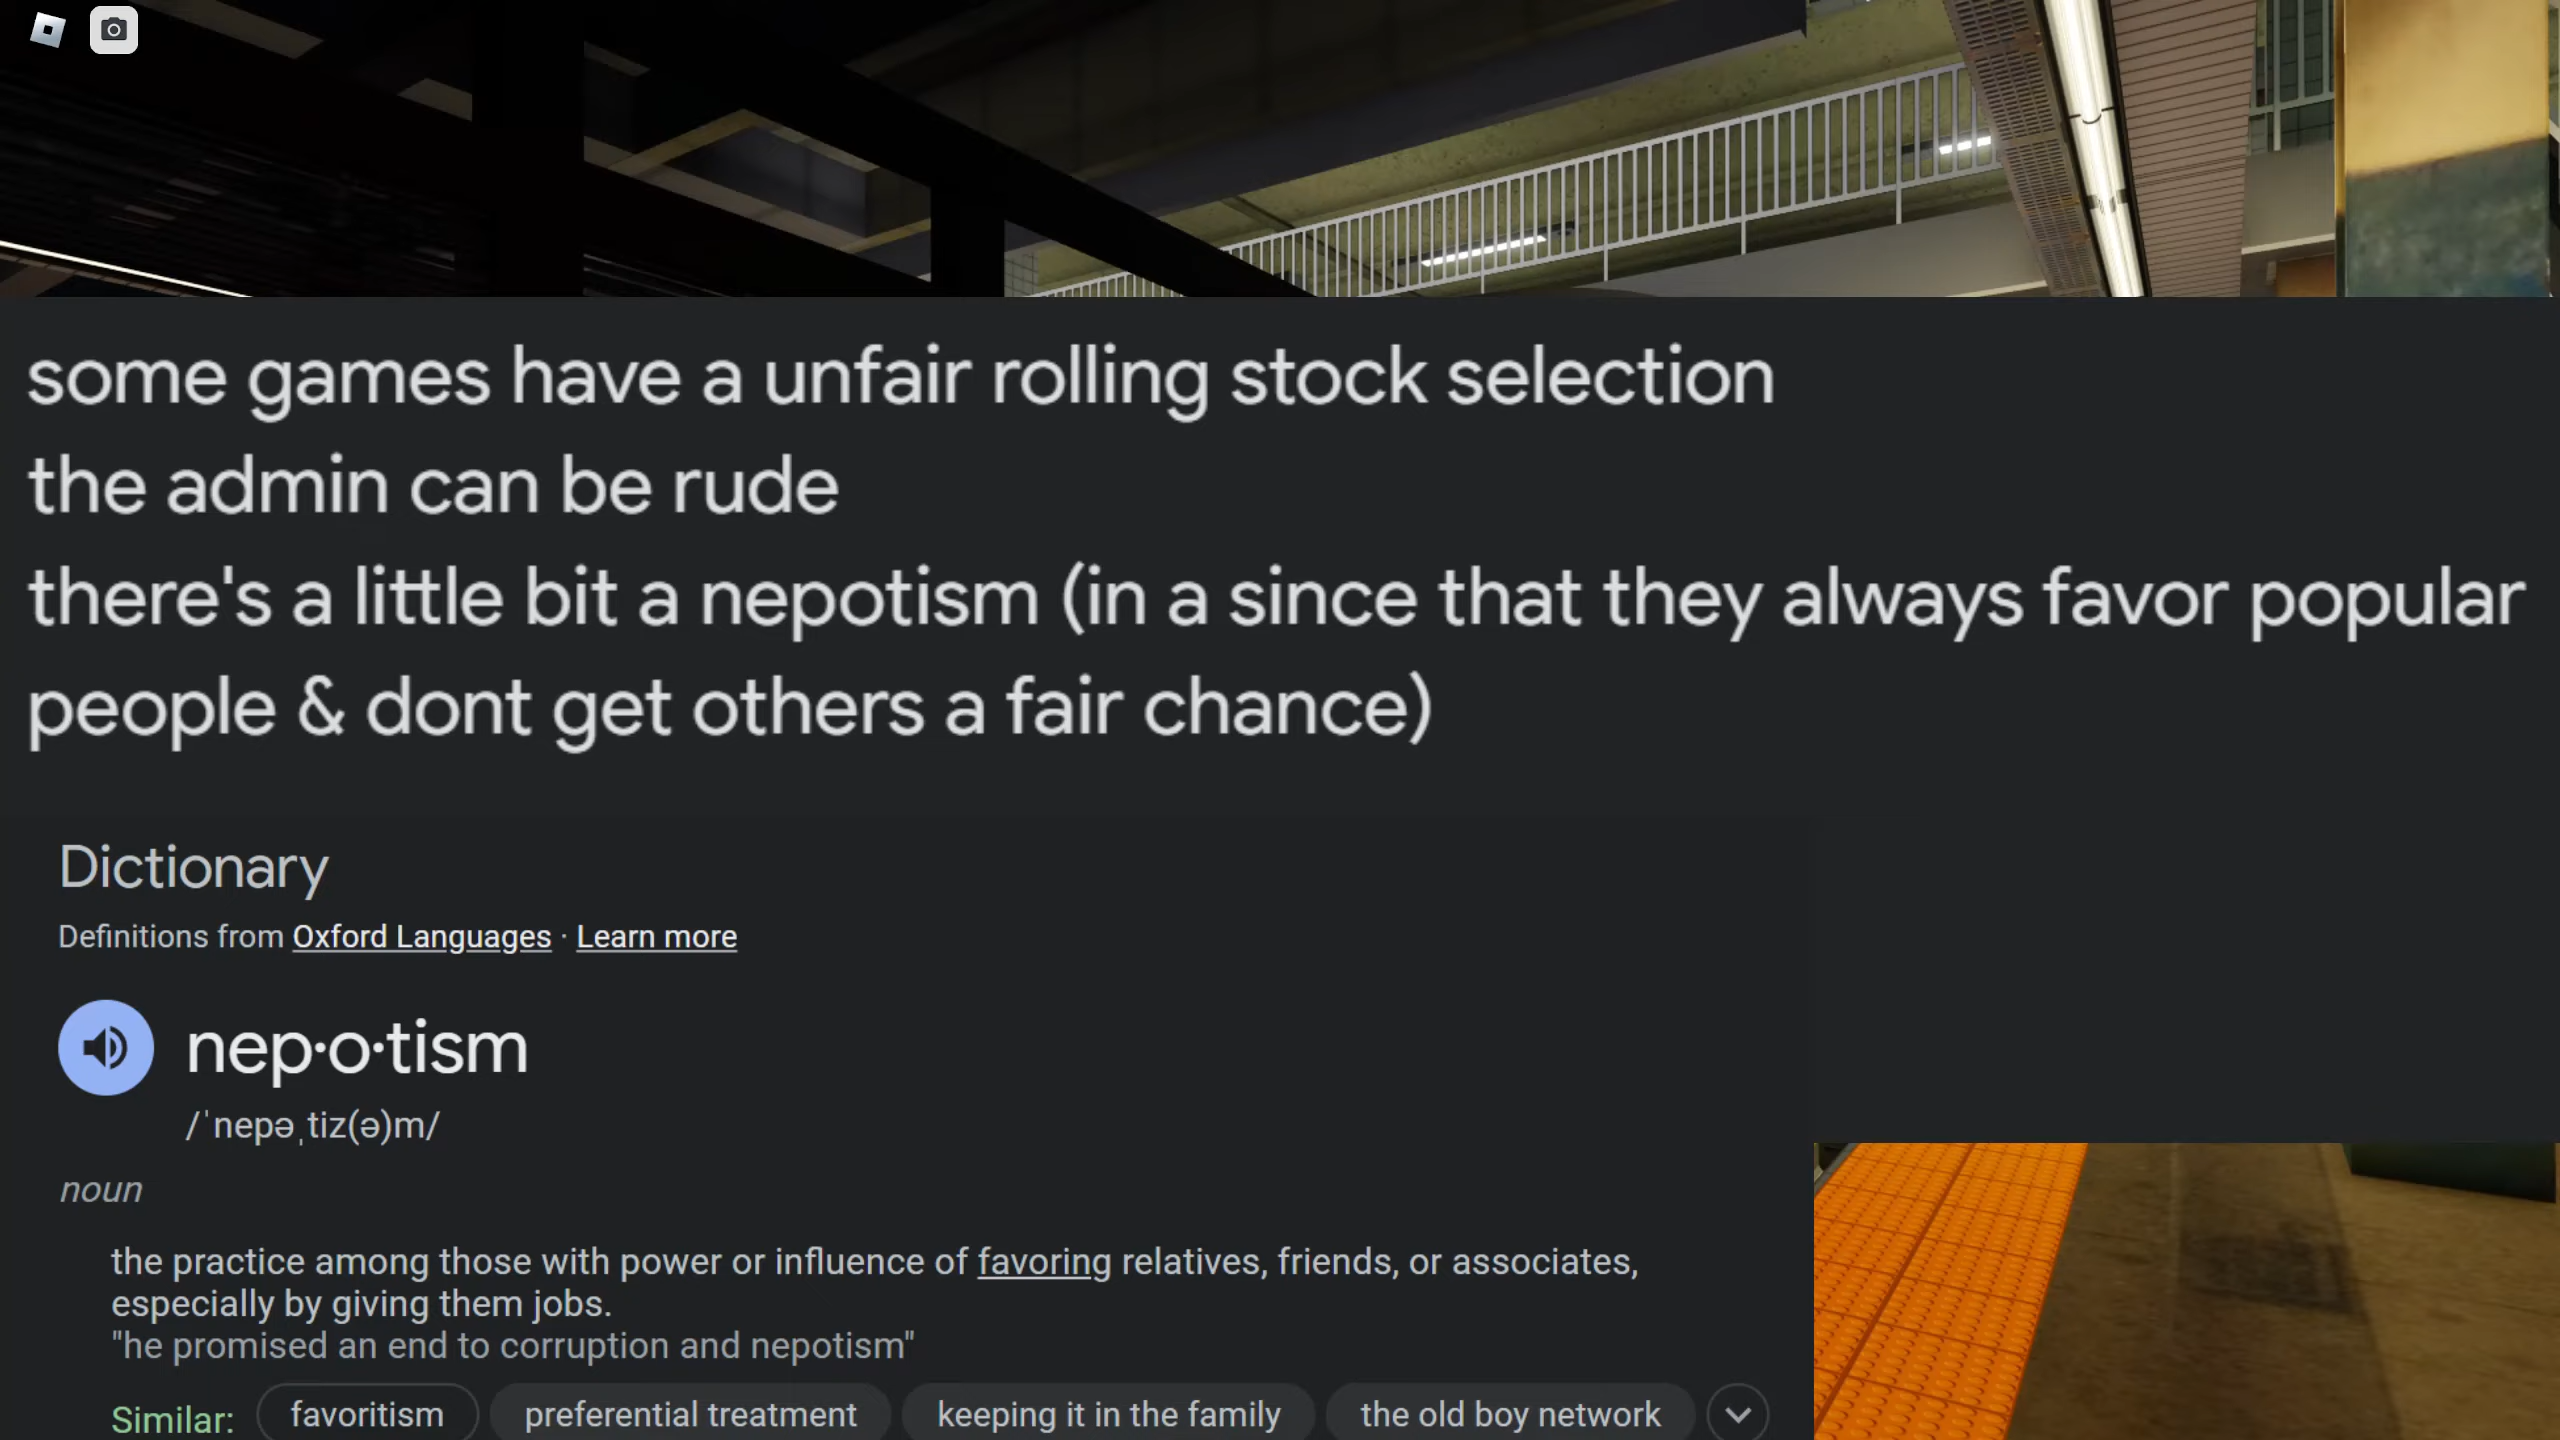 some games have a unfair rolling stock selection
the admin can be rude
there's a little bit a nepotism (in a since that they always favor popular
people & dont get others a fair chance)
Dictionary
Definitions from Oxford Languages · Learn more
nep·o·tism
/ˈnepəˌtiz(ə)m/
noun
the practice among those with power or influence of favoring relatives, friends, or associates,
especially by giving them jobs.
"he promised an end to corruption and nepotism"
Similar: favoritism preferential treatment keeping it in the family the old boy network